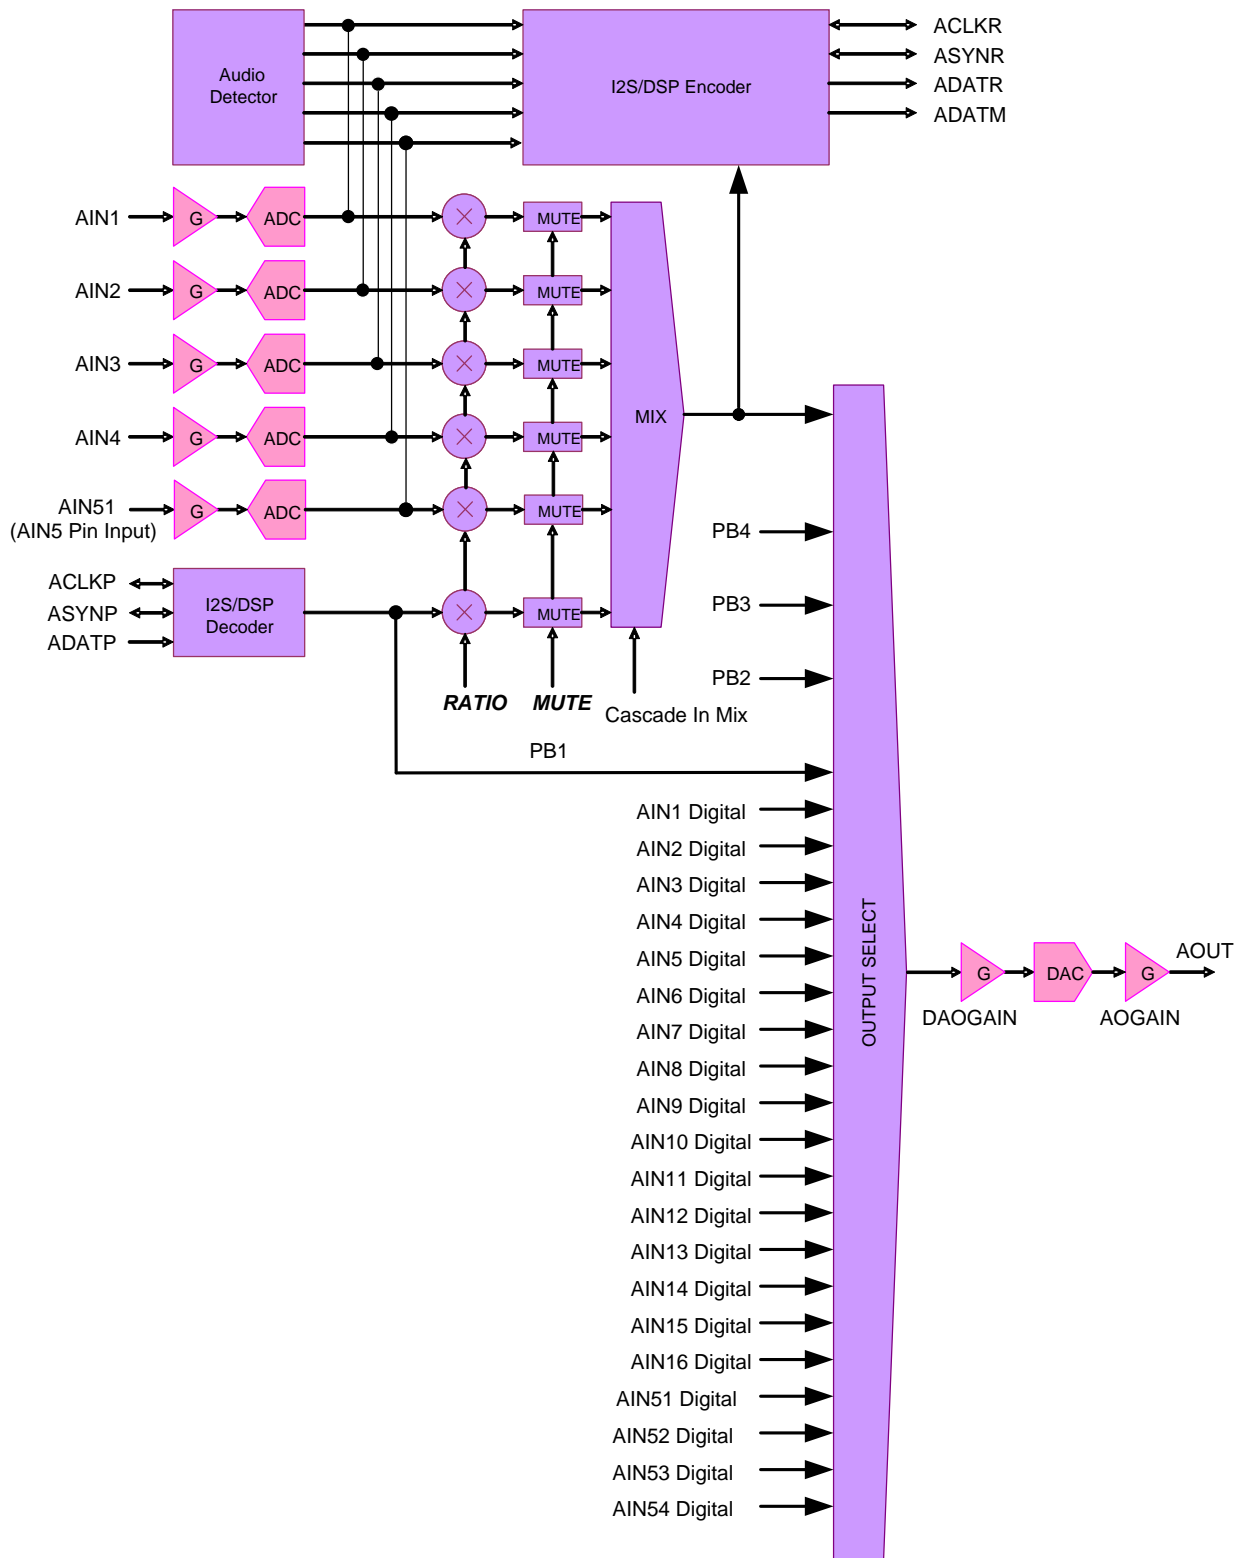 Audio
Detector
I2S/DSP Encoder
ACLKR
ASYNR
ADATR
ADATM
AIN1
G
ADC
MUTE
AIN2
G
ADC
MUTE
AIN3
G
ADC
MUTE
AIN4
G
ADC
MUTE
MIX
AIN51
(AIN5 Pin Input)
G
ADC
MUTE
ACLKP
ASYNP
ADATP
I2S/DSP
Decoder
MUTE
RATIO
MUTE
Cascade In Mix
PB4
PB3
PB2
PB1
AIN1 Digital
AIN2 Digital
AIN3 Digital
AIN4 Digital
AIN5 Digital
AIN6 Digital
AIN7 Digital
AIN8 Digital
AIN9 Digital
AIN10 Digital
AIN11 Digital
AIN12 Digital
AIN13 Digital
AIN14 Digital
AIN15 Digital
AIN16 Digital
AIN51 Digital
AIN52 Digital
AIN53 Digital
AIN54 Digital
OUTPUT SELECT
G
DAOGAIN
DAC
G
AOGAIN
AOUT